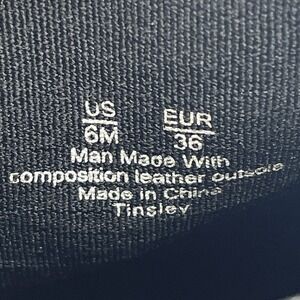 US EUR
6M 36
Man Made With
composition leather outsole
Made in China
Tinsley